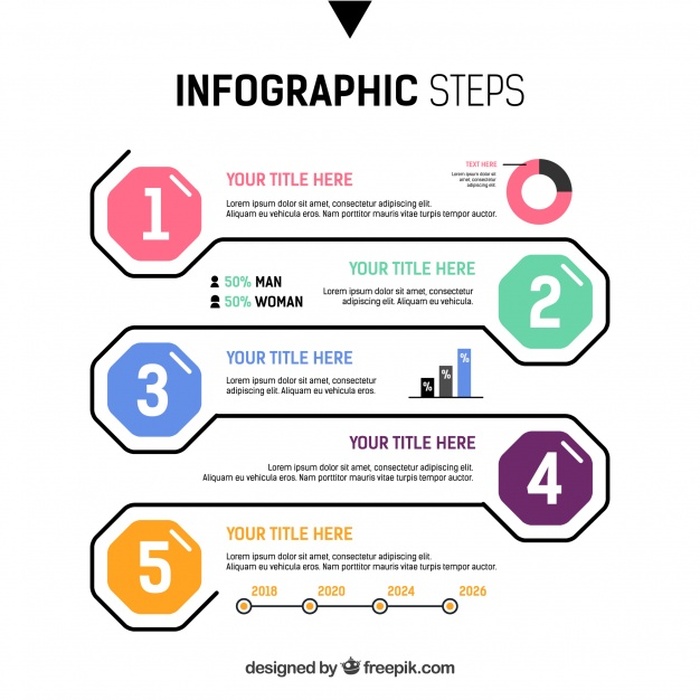 INFOGRAPHIC STEPS
1
YOUR TITLE HERE
Lorem ipsum dolor sit amet, consectetur adipiscing elit.
Aliquam eu vehicula eros. Nam porttitor mauris vitae turpis tempor auctor.
TEXT HERE
Lorem ipsum dolor sit
amet, consectetur
adipiscing elit.
50% MAN
50% WOMAN
YOUR TITLE HERE
Lorem ipsum dolor sit amet, consectetur
adipiscing elit. Aliquam eu vehicula.
2
3
YOUR TITLE HERE
Lorem ipsum dolor sit amet, consectetur
adipiscing elit. Aliquam eu vehicula eros.
%
%
%
YOUR TITLE HERE
Lorem ipsum dolor sit amet, consectetur adipiscing elit.
Aliquam eu vehicula eros. Nam porttitor mauris vitae turpis tempor auctor.
4
5
YOUR TITLE HERE
Lorem ipsum dolor sit amet, consectetur adipiscing elit.
Aliquam eu vehicula eros. Nam porttitor mauris vitae turpis tempor auctor.
2018 2020 2024 2026
designed by freepik.com